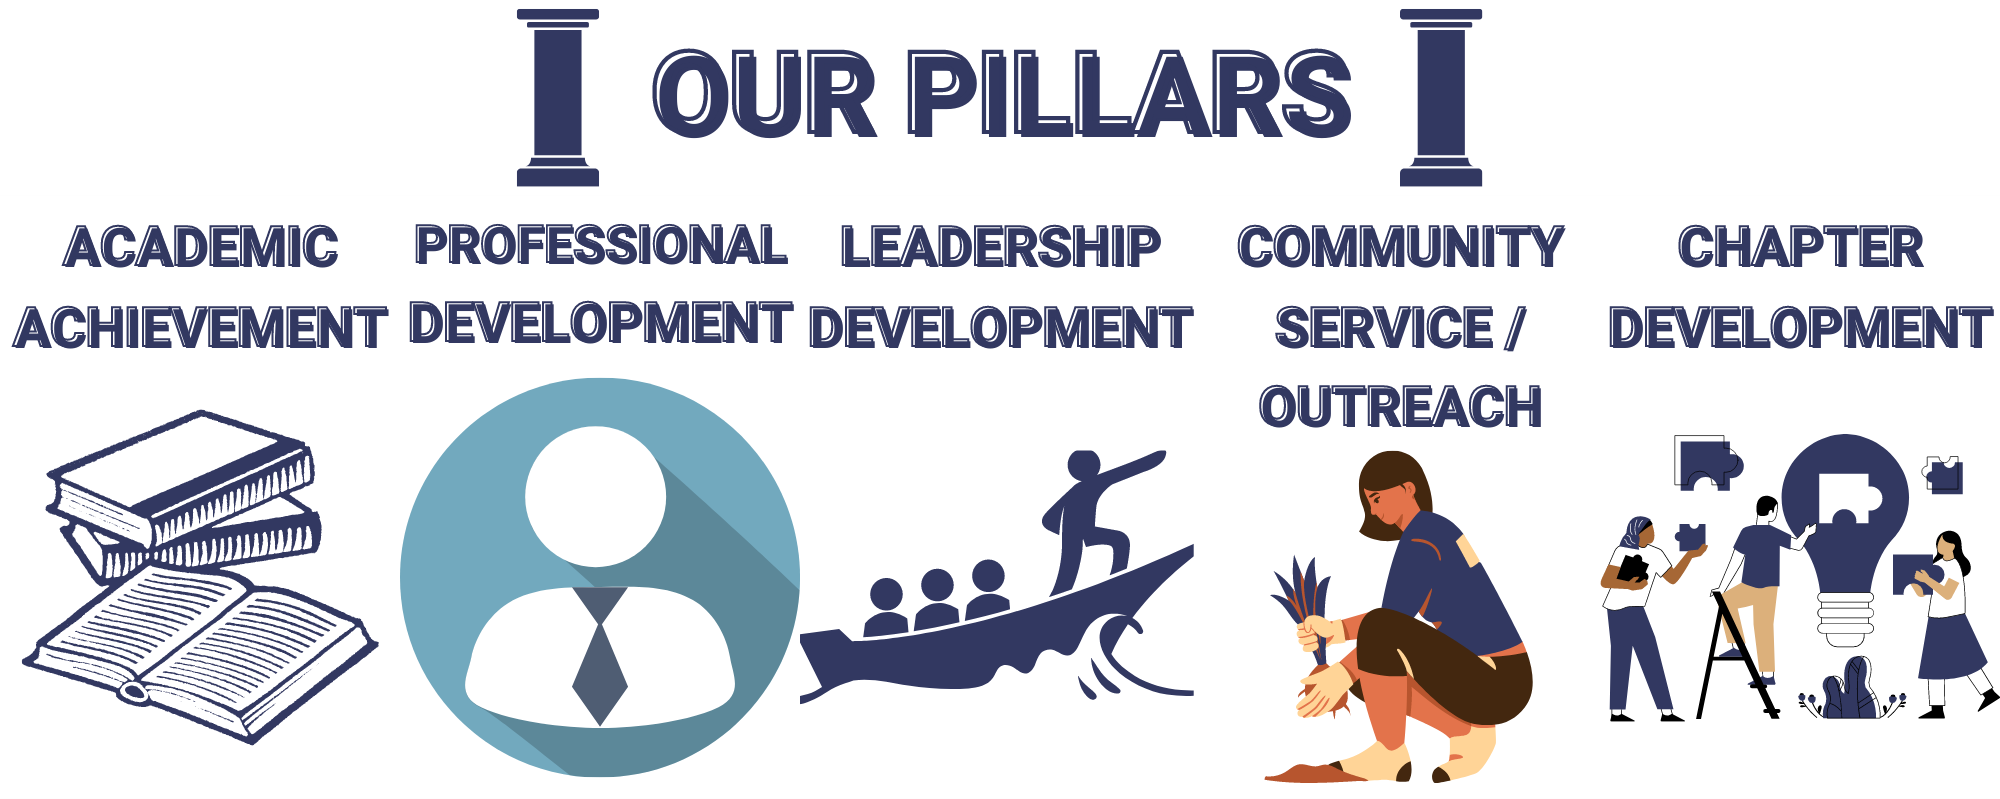 OUR PILLARS
ACADEMIC
ACHIEVEMENT
PROFESSIONAL
DEVELOPMENT
LEADERSHIP
DEVELOPMENT
COMMUNITY
SERVICE /
OUTREACH
CHAPTER
DEVELOPMENT